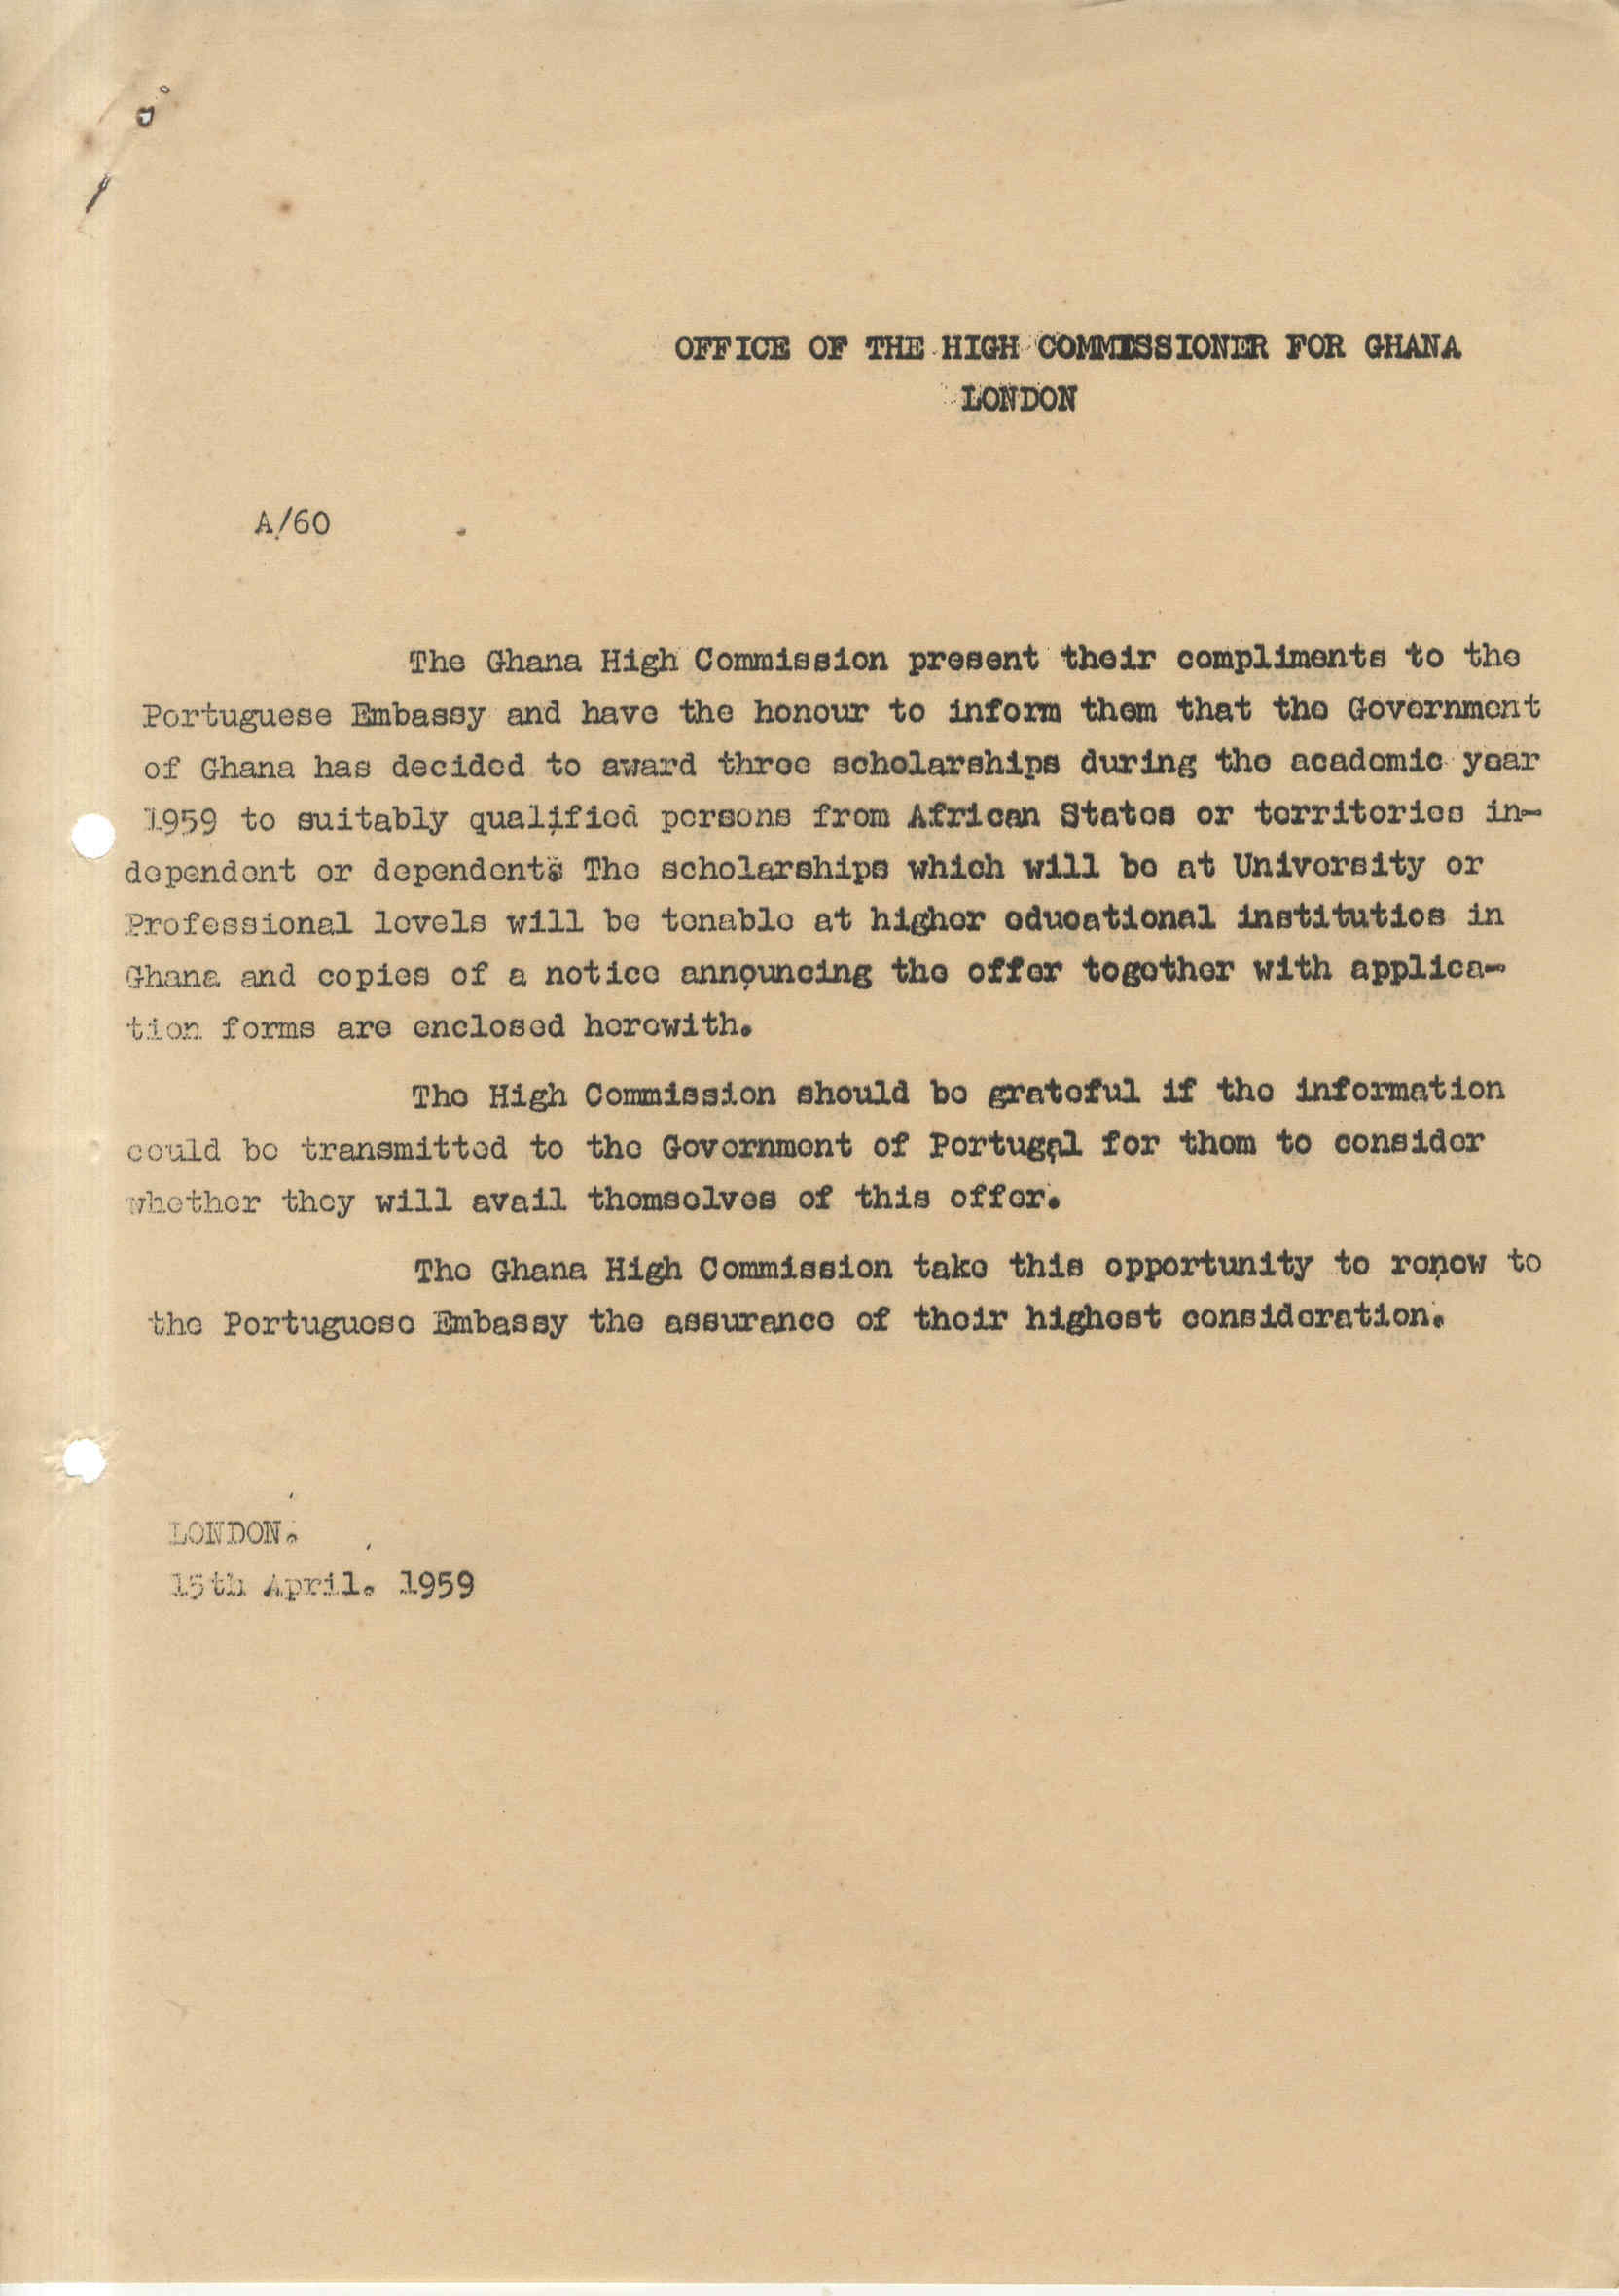 OFFICE OF THE HIGH COMMISSIONER FOR GHANA
LONDON
A/60
The Ghana High Commission present their compliments to the
Portuguese Embassy and have the honour to inform them that the Government
of Ghana has decided to award three scholarships during the academic year
1959 to suitably qualified persons from African States or territories in-
dependent or dependents The scholarships which will be at University or
Professional levels will be tenable at higher educational institutios in
Ghana and copies of a notice announcing the offer together with applica-
tion forms are enclosed herewith.
The High Commission should be grateful if the information
could be transmitted to the Government of Portugal for them to consider
whether they will avail themselves of this offer.
The Ghana High Commission take this opportunity to renew to
the Portuguese Embassy the assurance of their highest consideration.
LONDON.
15th April. 1959